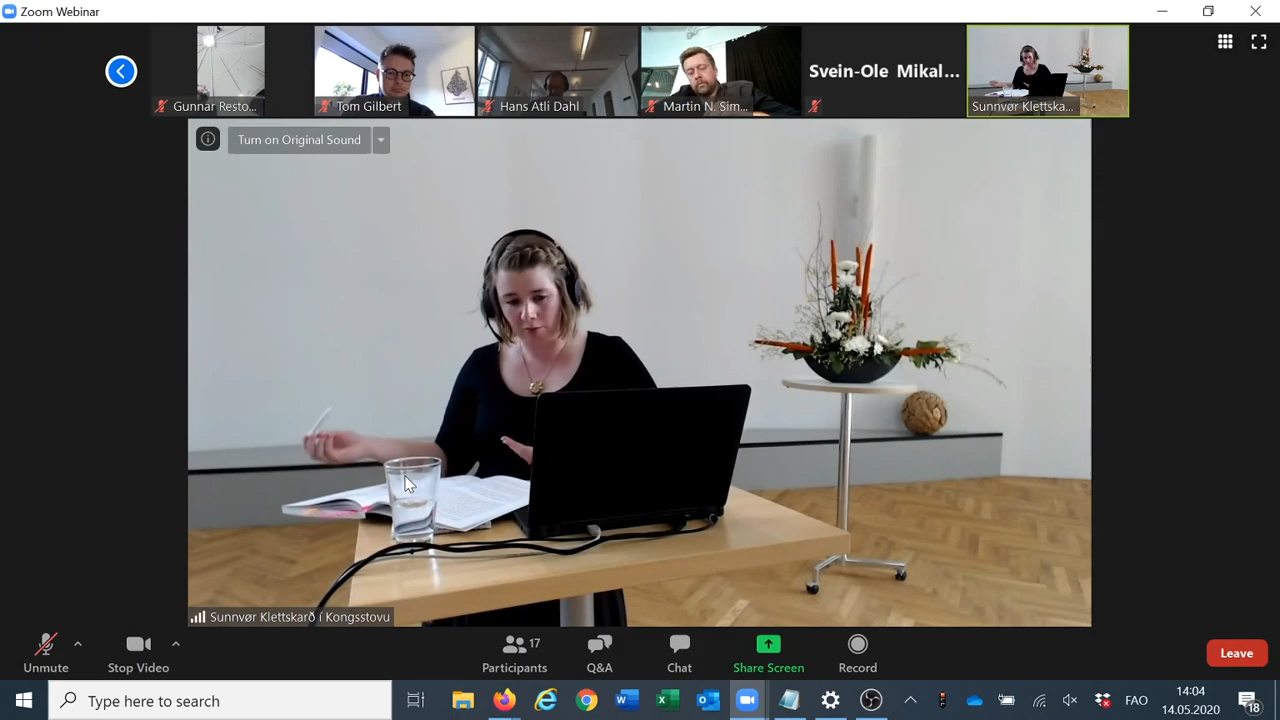 Zoom Webinar
Gunnar Resto...
Tom Gilbert
Hans Atli Dahl
Martin N. Sim...
Svein-Ole Mikal...
Sunnvør Klettska...
Turn on Original Sound
Sunnvør Klettskarð í Kongsstovu
Unmute
Stop Video
Participants
17
Q&A
Chat
Share Screen
Record
Leave
Type here to search
FAO
14:04
14.05.2020
18